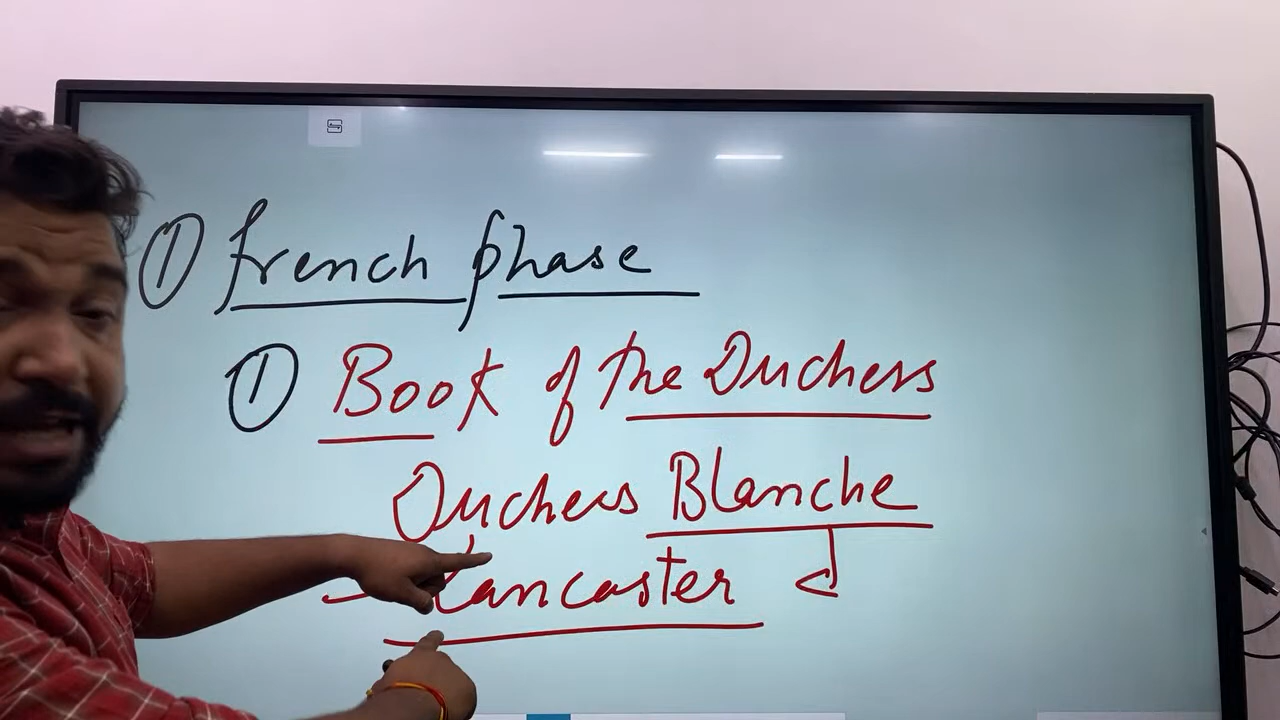 ① French phase
① Book of the Duchess
Duchess Blanche
Lancaster